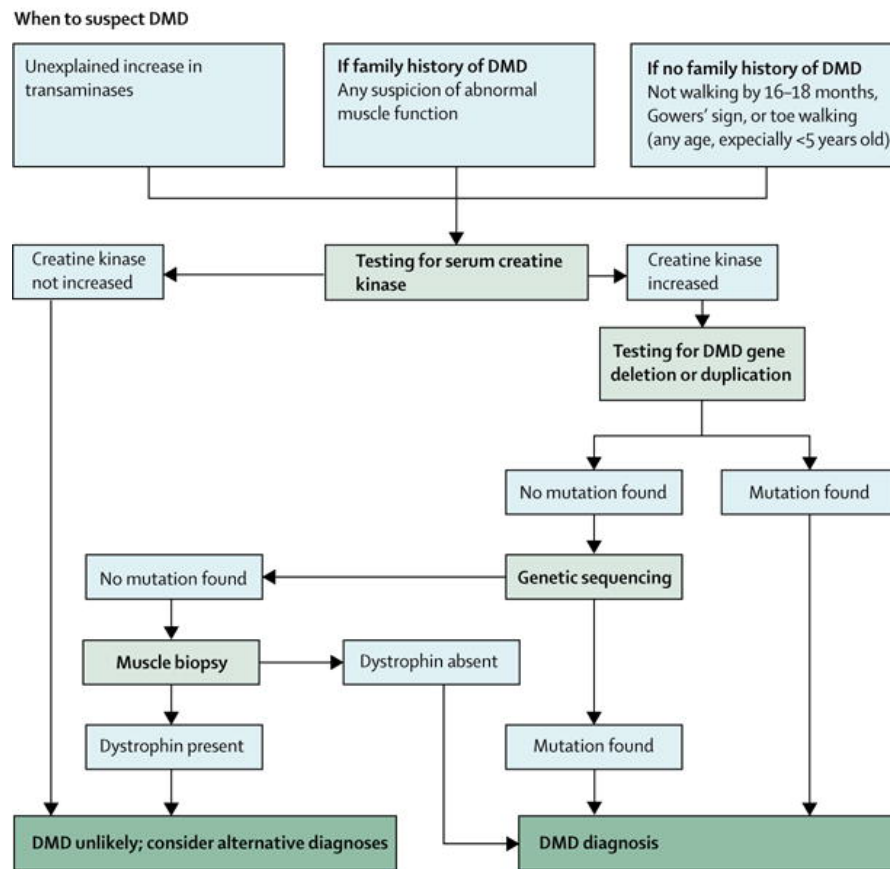 When to suspect DMD
Unexplained increase in
transaminases
If family history of DMD
Any suspicion of abnormal
muscle function
If no family history of DMD
Not walking by 16–18 months,
Gowers’ sign, or toe walking
(any age, expecially <5 years old)
Creatine kinase
not increased
Testing for serum creatine
kinase
Creatine kinase
increased
Testing for DMD gene
deletion or duplication
No mutation found
Mutation found
No mutation found
Genetic sequencing
Muscle biopsy
Dystrophin absent
Dystrophin present
Mutation found
DMD unlikely; consider alternative diagnoses
DMD diagnosis